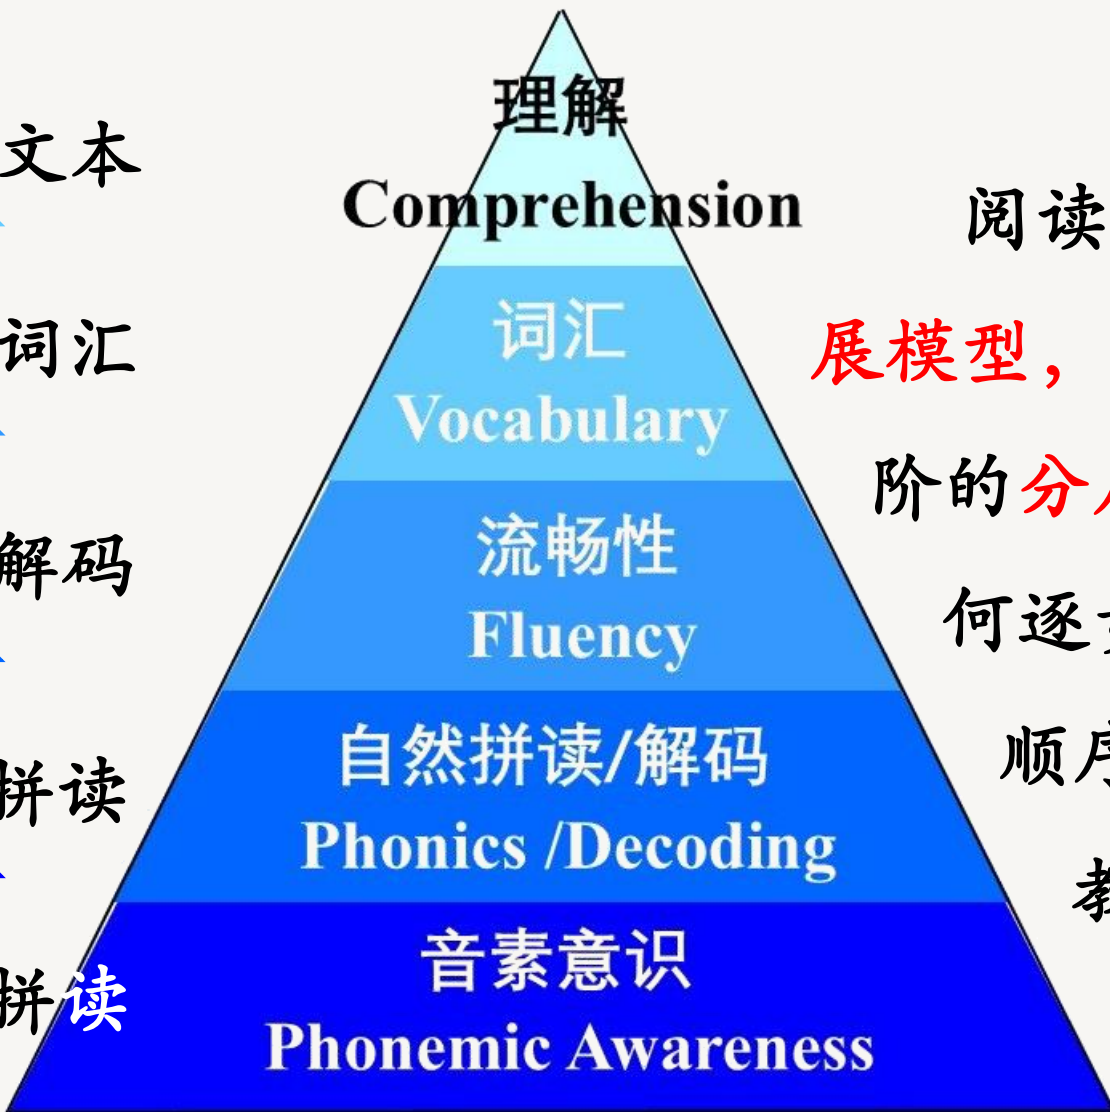 文本
词汇
解码
拼读
拼读
理解
Comprehension
词汇
Vocabulary
流畅性
Fluency
自然拼读/解码
Phonics /Decoding
音素意识
Phonemic Awareness
阅读
展模型，
阶的分
何逐
顺序
教